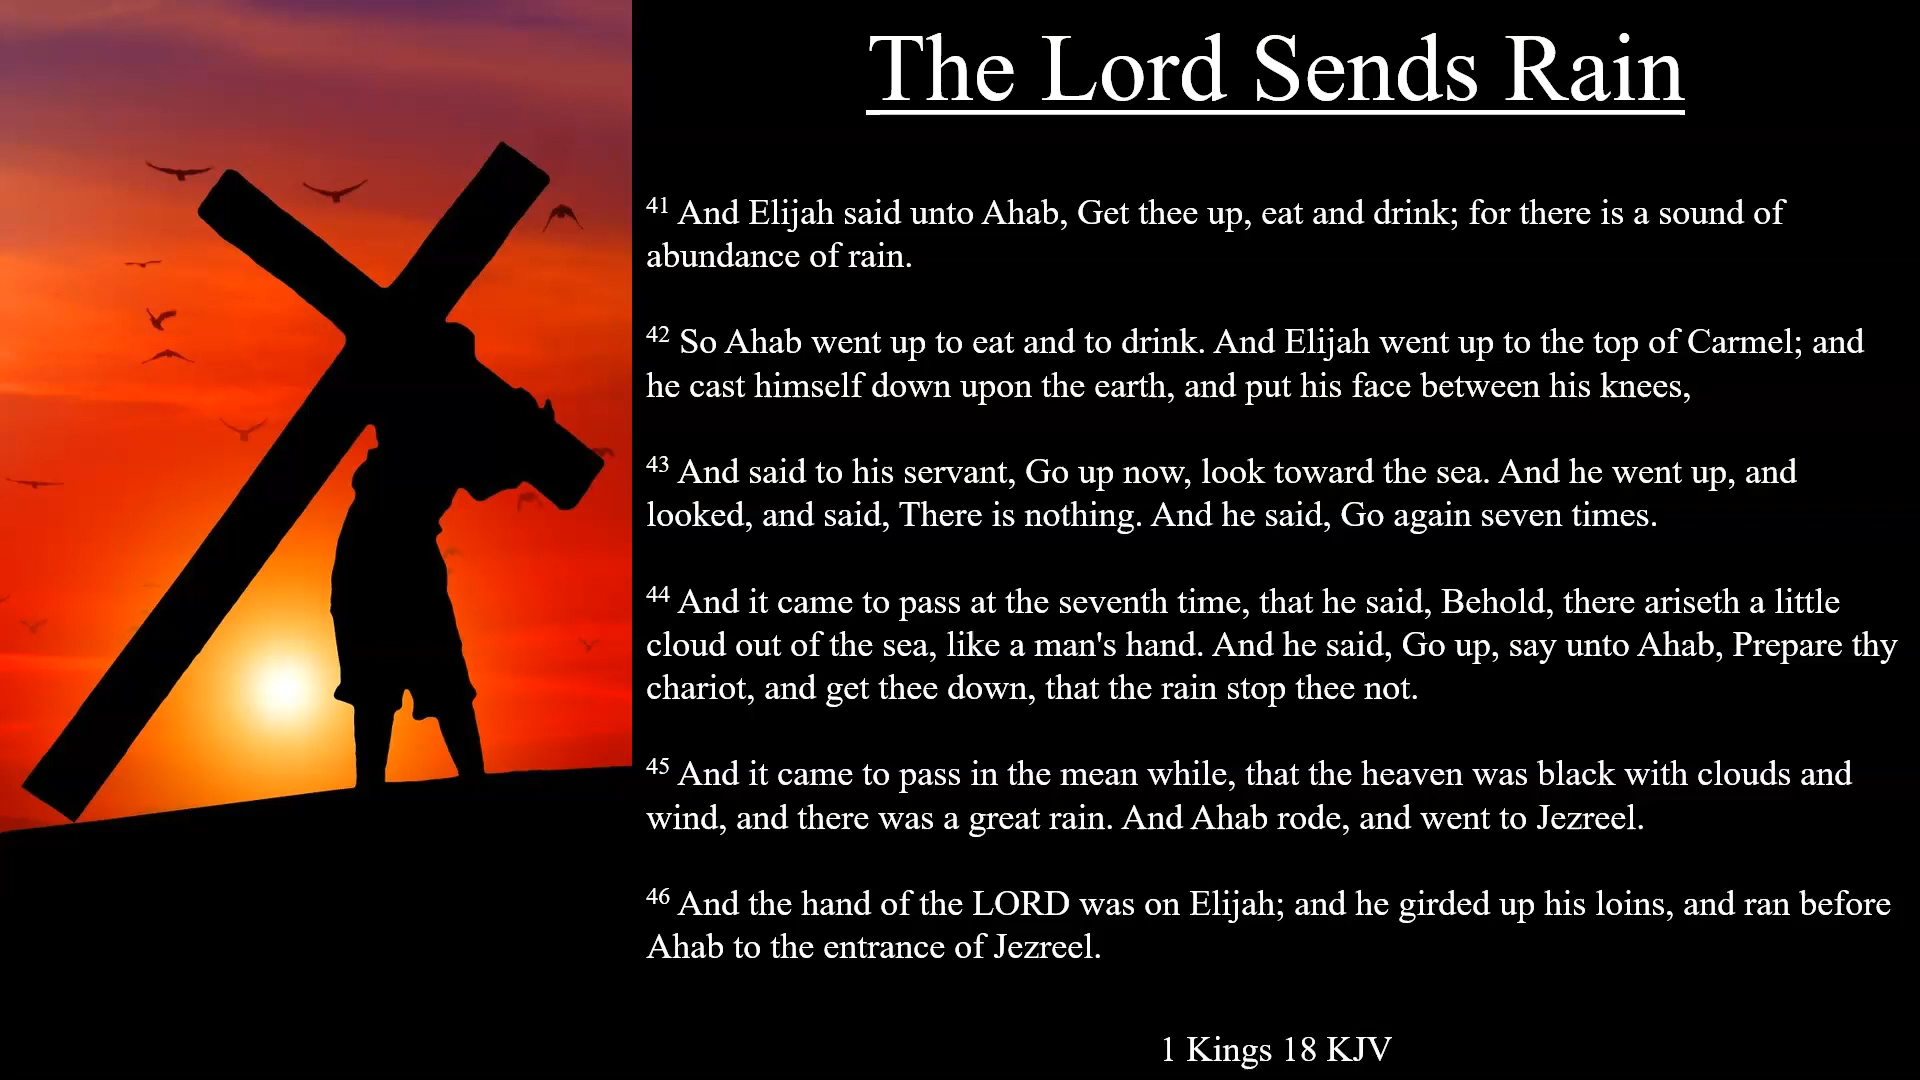 The Lord Sends Rain
41 And Elijah said unto Ahab, Get thee up, eat and drink; for there is a sound of
abundance of rain.
42 So Ahab went up to eat and to drink. And Elijah went up to the top of Carmel; and
he cast himself down upon the earth, and put his face between his knees,
43 And said to his servant, Go up now, look toward the sea. And he went up, and
looked, and said, There is nothing. And he said, Go again seven times.
44 And it came to pass at the seventh time, that he said, Behold, there ariseth a little
cloud out of the sea, like a man's hand. And he said, Go up, say unto Ahab, Prepare thy
chariot, and get thee down, that the rain stop thee not.
45 And it came to pass in the mean while, that the heaven was black with clouds and
wind, and there was a great rain. And Ahab rode, and went to Jezreel.
46 And the hand of the LORD was on Elijah; and he girded up his loins, and ran before
Ahab to the entrance of Jezreel.
1 Kings 18 KJV